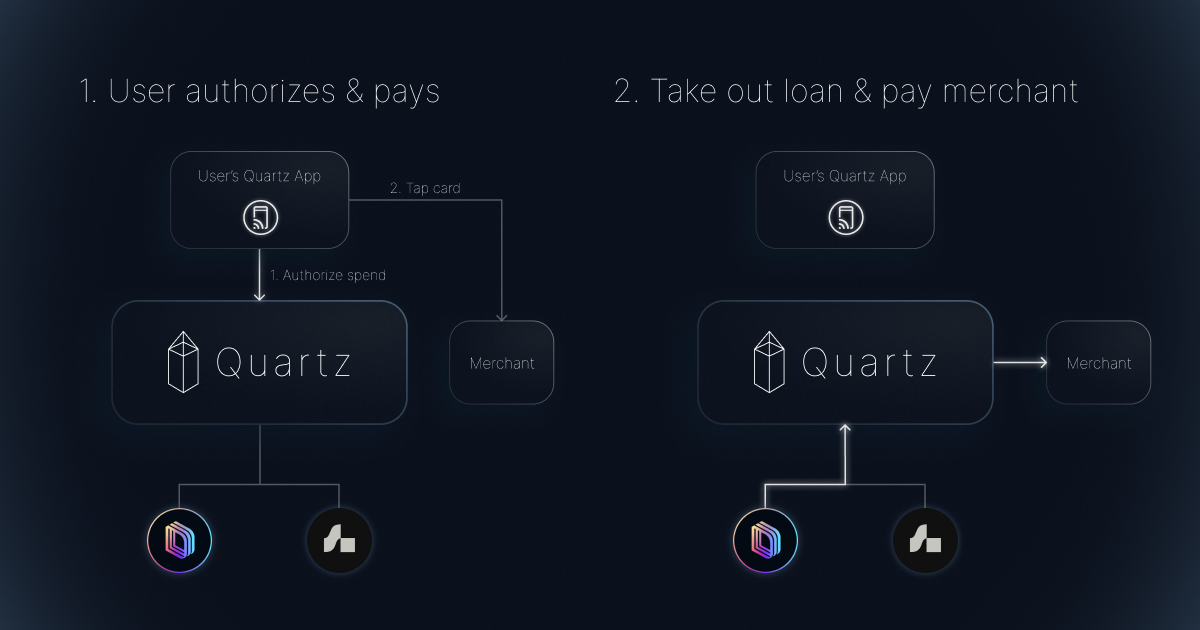 1. User authorizes & pays
User's Quartz App
2. Tap card
1. Authorize spend
Quartz
Merchant
2. Take out loan & pay merchant
User's Quartz App
Quartz
Merchant